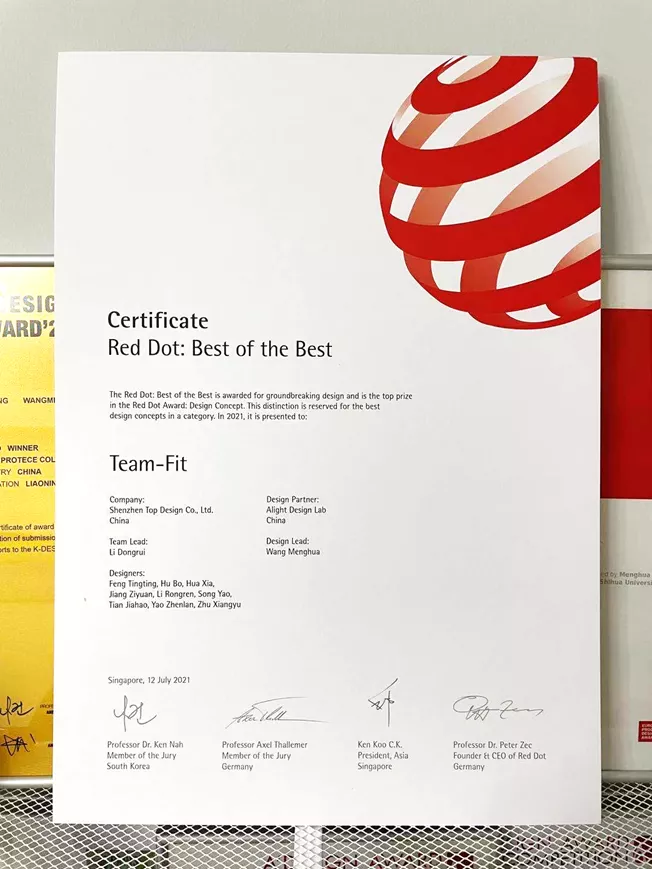 Certificate
Red Dot: Best of the Best
The Red Dot: Best of the Best is awarded for groundbreaking design and is the top prize
in the Red Dot Award: Design Concept. This distinction is reserved for the best
design concepts in a category. In 2021, it is presented to:
Team-Fit
Company:
Shenzhen Top Design Co., Ltd.
China
Design Partner:
Alight Design Lab
China
Team Lead:
Li Dongrui
Design Lead:
Wang Menghua
Designers:
Feng Tingting, Hu Bo, Hua Xia,
Jiang Ziyuan, Li Rongren, Song Yao,
Tian Jiahao, Yao Zhenlan, Zhu Xiangyu
Singapore, 12 July 2021
Professor Dr. Ken Nah
Member of the Jury
South Korea
Professor Axel Thallemer
Member of the Jury
Germany
Ken Koo C.K.
President, Asia
Singapore
Professor Dr. Peter Zec
Founder & CEO of Red Dot
Germany
ESIG
ARD'2
NG WANGM
WINNER
PROTECE COL
RY CHINA
TION LIAONIN
rtificate of award
tion of submissio
orts to the K-DES
ed by Menghua
Shihua Universi